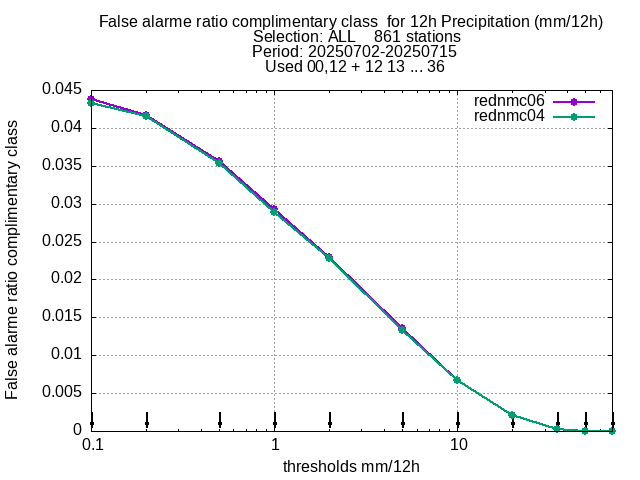 False alarme ratio complimentary class  for 12h Precipitation (mm/12h)
Selection: ALL    861 stations
Period: 20250702-20250715
Used 00,12 + 12 13 ... 36
rednmc06
rednmc04
False alarme ratio complimentary class
0.045
0.04
0.035
0.03
0.025
0.02
0.015
0.01
0.005
0
0.1
1
10
thresholds mm/12h